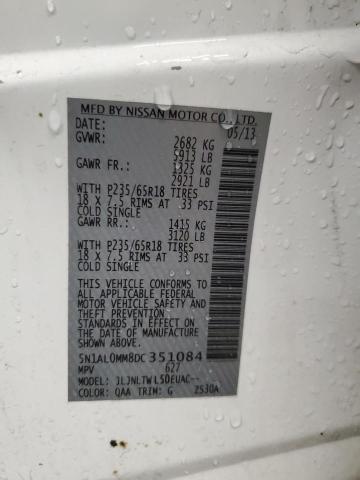 MFD BY NISSAN MOTOR CO., LTD.
DATE: 05/13
GVWR: 2682 KG
5913 LB
GAWR FR.: 1325 KG
2921 LB
WITH P235/65R18 TIRES
18 X 7.5 RIMS AT 33 PSI
COLD SINGLE
GAWR RR.: 1415 KG
3120 LB
WITH P235/65R18 TIRES
18 X 7.5 RIMS AT 33 PSI
COLD SINGLE
THIS VEHICLE CONFORMS TO
ALL APPLICABLE FEDERAL
MOTOR VEHICLE SAFETY AND
THEFT PREVENTION
STANDARDS IN EFFECT ON
THE DATE OF MANUFACTURE
SHOWN ABOVE
5N1AL0MM8DC351084
MPV 627
MODEL: JLJNLTWL5DEUAC--
COLOR: QAA TRIM: G ZS30A